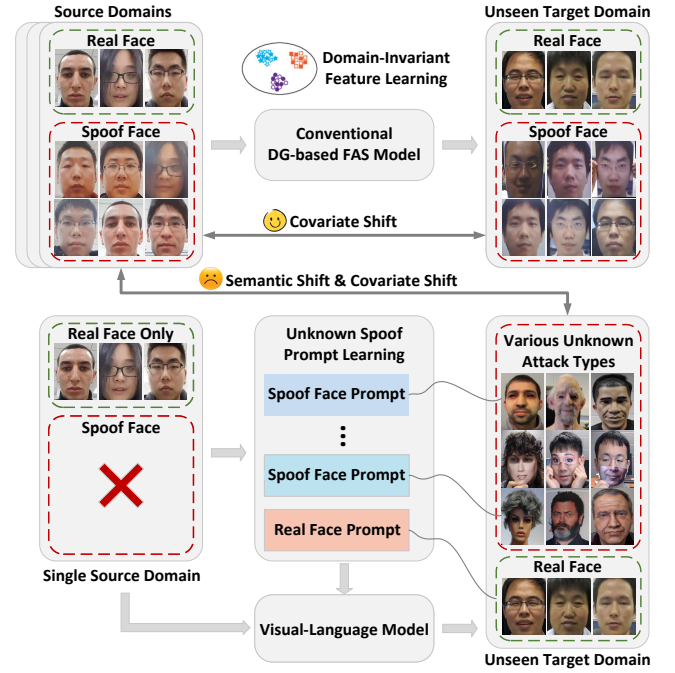 Source Domains
Real Face
Spoof Face
Domain-Invariant
Feature Learning
Conventional
DG-based FAS Model
Unseen Target Domain
Real Face
Spoof Face
Covariate Shift
Semantic Shift & Covariate Shift
Real Face Only
Spoof Face
Single Source Domain
Unknown Spoof
Prompt Learning
Spoof Face Prompt
Spoof Face Prompt
Real Face Prompt
Visual-Language Model
Various Unknown
Attack Types
Real Face
Unseen Target Domain